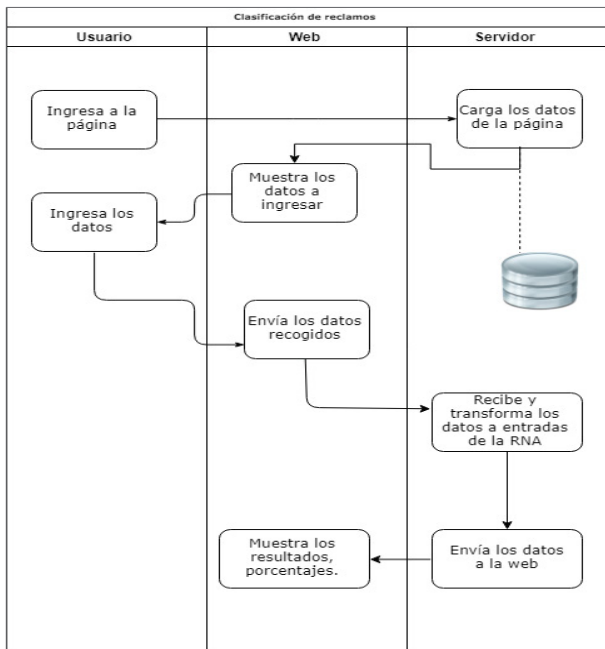 Clasificación de reclamos
Usuario
Web
Servidor
Ingresa a la
página
Carga los datos
de la página
Muestra los
datos a
ingresar
Ingresa los
datos
Envía los datos
recogidos
Recibe y
transforma los
datos a entradas
de la RNA
Envía los datos
a la web
Muestra los
resultados,
porcentajes.